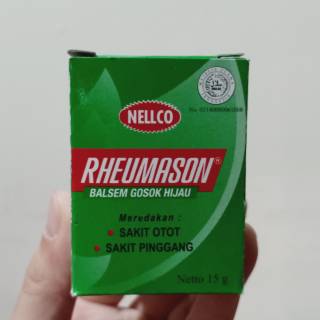 NELLCO
RHEUMASON®
BALSEM GOSOK HIJAU
Meredakan :
SAKIT OTOT
SAKIT PINGGANG
Netto 15 g